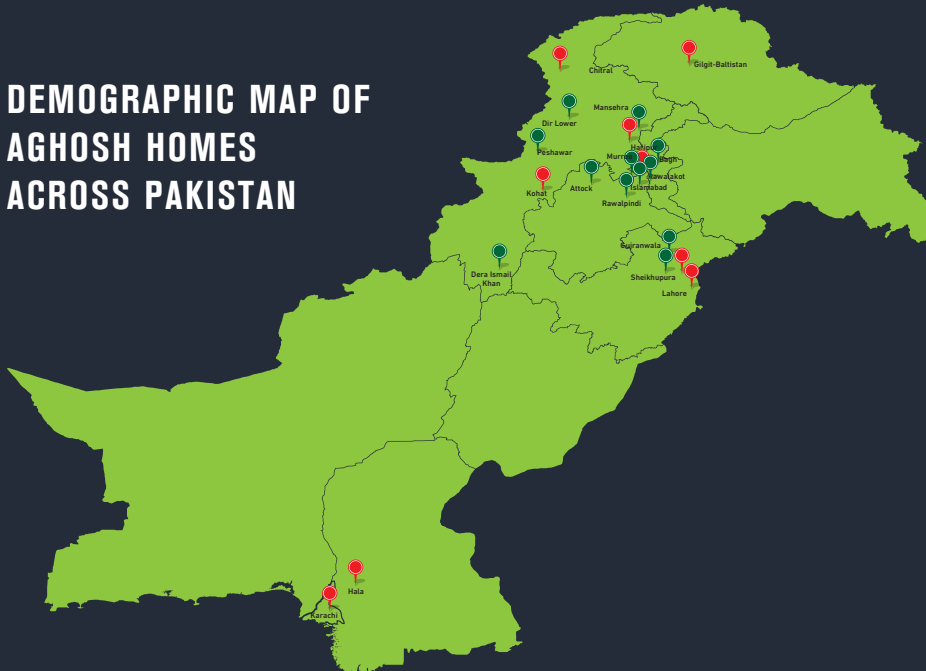 DEMOGRAPHIC MAP OF
AGHOSH HOMES
ACROSS PAKISTAN
Chitral
Gilgit-Baltistan
Mansehra
Dir Lower
Haripur
Peshawar
Murree
Bagh
Rawalakot
Kohat
Attock
Islamabad
Rawalpindi
Gujranwala
Dera Ismail
Khan
Sheikhupura
Lahore
Hala
Karachi